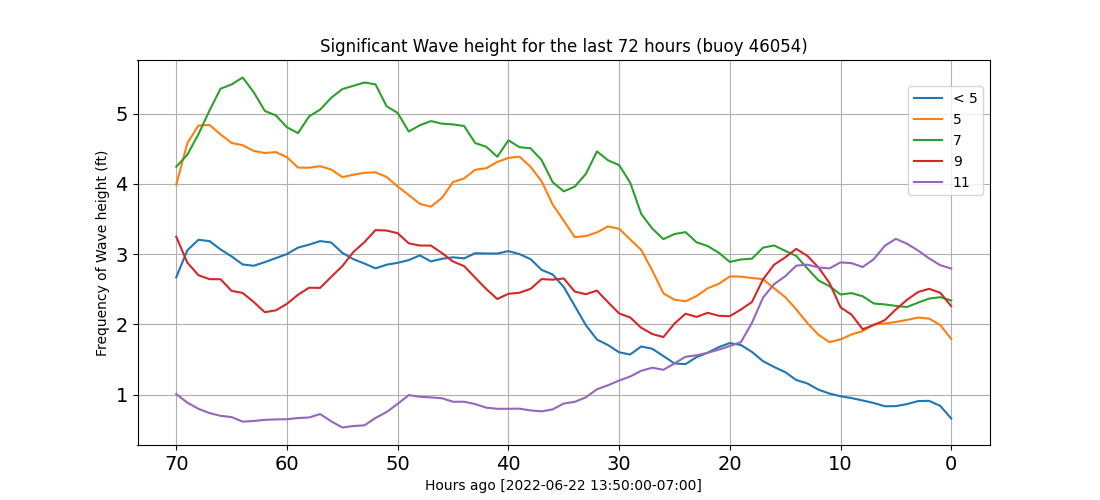 Significant Wave height for the last 72 hours (buoy 46054)
Frequency of Wave height (ft)
5
4
3
2
1
< 5
5
7
9
11
70 60 50 40 30 20 10 0
Hours ago [2022-06-22 13:50:00-07:00]